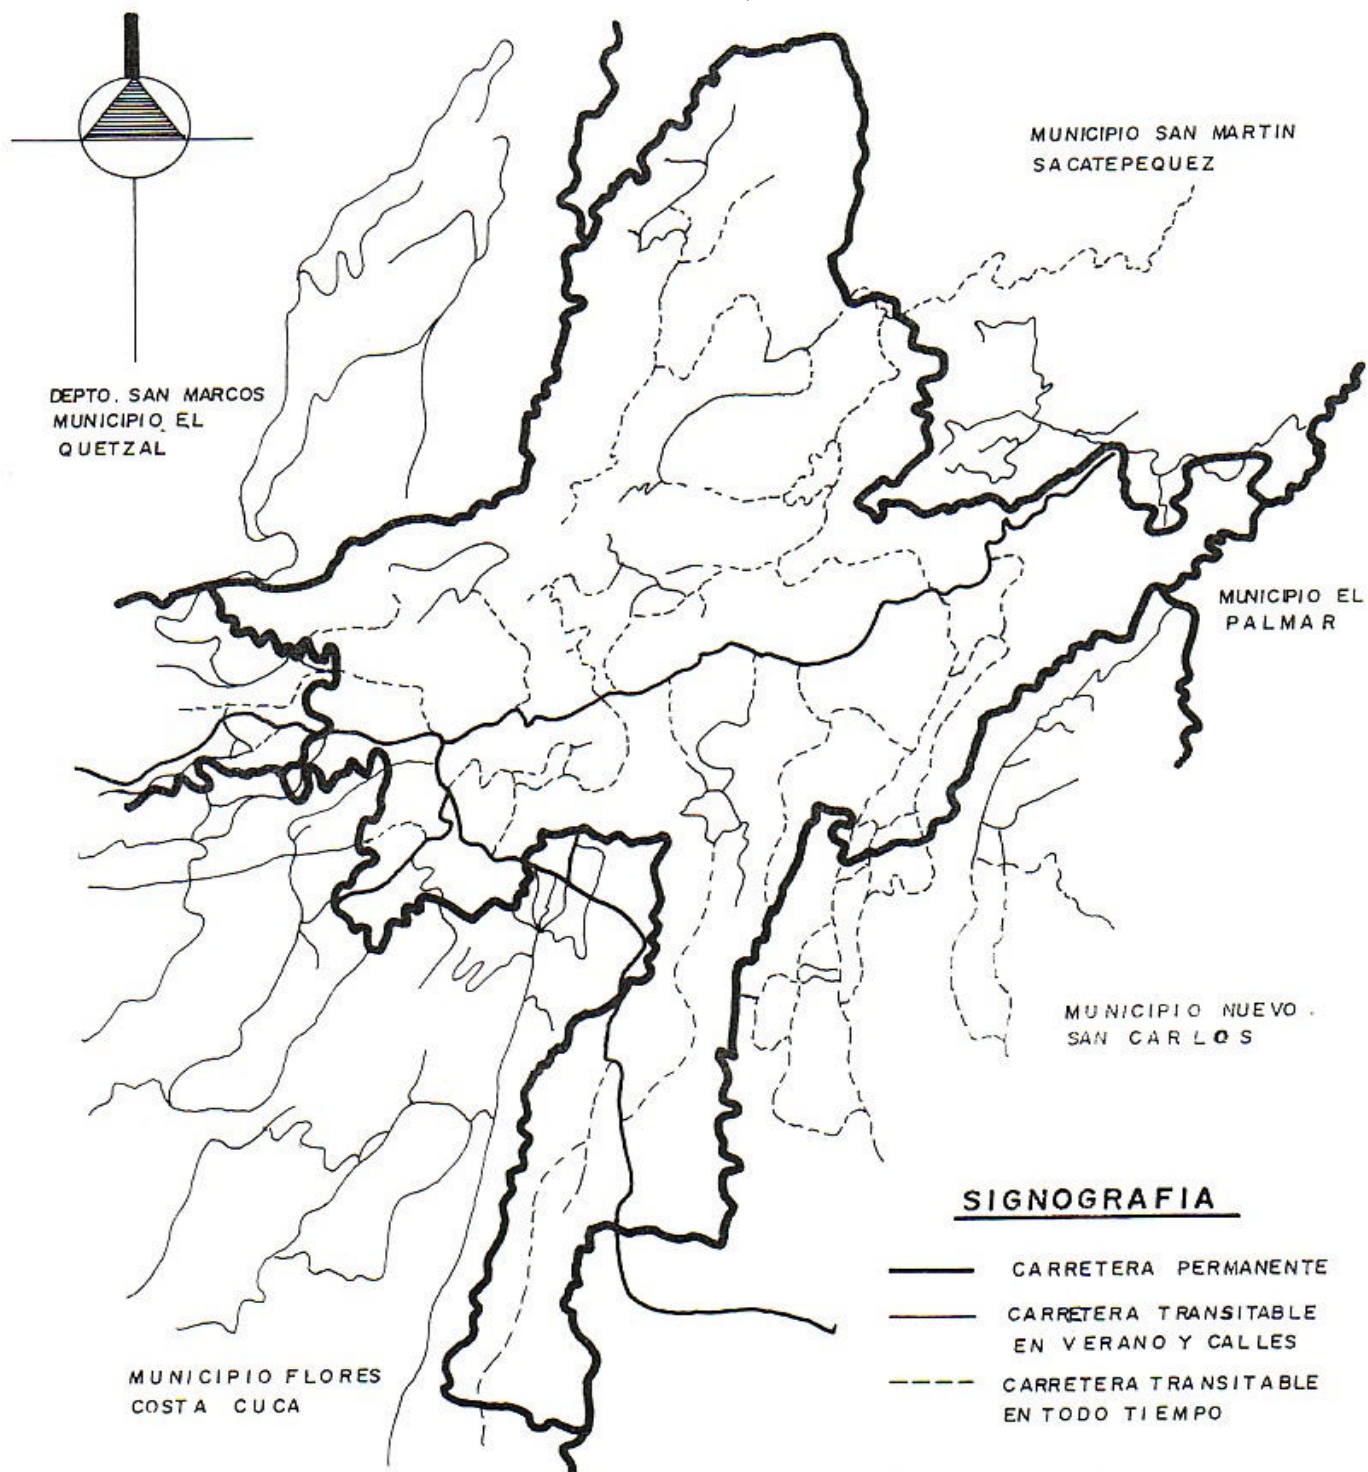 MUNICIPIO SAN MARTIN
SACATEPEQUEZ
DEPTO. SAN MARCOS
MUNICIPIO EL
QUETZAL
MUNICIPIO EL
PALMAR
MUNICIPIO NUEVO
SAN CARLOS
SIGNOGRAFIA
CARRETERA PERMANENTE
CARRETERA TRANSITABLE
EN VERANO Y CALLES
CARRETERA TRANSITABLE
EN TODO TIEMPO
MUNICIPIO FLORES
COSTA CUCA